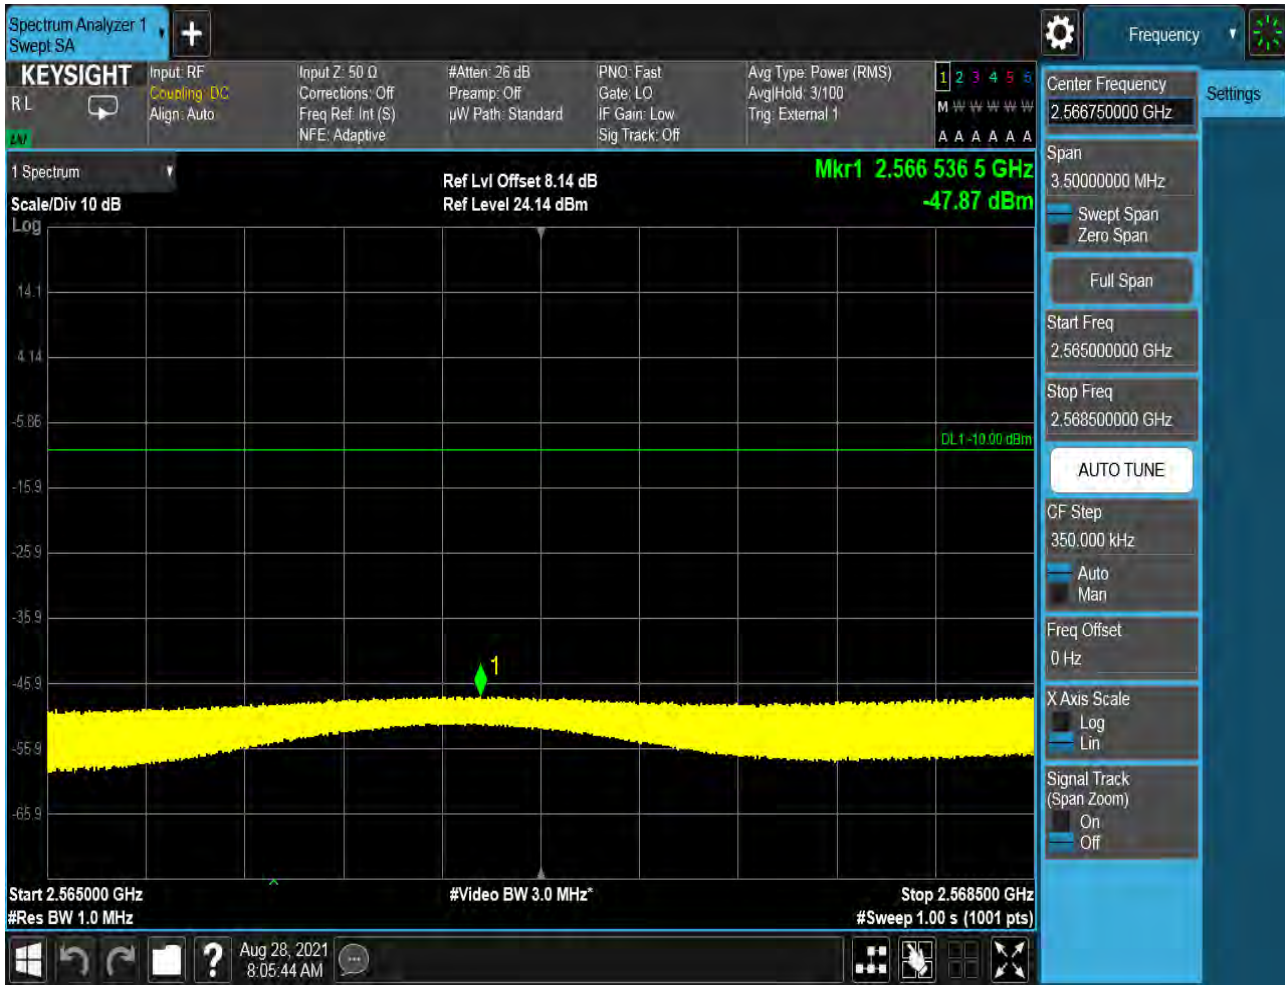 Spectrum Analyzer 1
Swept SA
Frequency
KEYSIGHT
R L
LNI
Input: RF
Coupling: DC
Align: Auto
Input Z: 50 Ω
Corrections: Off
Freq Ref: Int (S)
NFE: Adaptive
#Atten: 26 dB
Preamp: Off
µW Path: Standard
PNO: Fast
Gate: LO
IF Gain: Low
Sig Track: Off
Avg Type: Power (RMS)
Avg|Hold: 3/100
Trig: External 1
1 2 3 4 5 6
M W W W W W
A A A A A A
1 Spectrum
Scale/Div 10 dB
Log
Ref Lvl Offset 8.14 dB
Ref Level 24.14 dBm
Mkr1 2.566 536 5 GHz
-47.87 dBm
14.1
4.14
-5.86
DL1 -10.00 dBm
-15.9
-25.9
-35.9
1
-45.9
-55.9
-65.9
Start 2.565000 GHz
#Res BW 1.0 MHz
#Video BW 3.0 MHz*
Stop 2.568500 GHz
#Sweep 1.00 s (1001 pts)
Center Frequency
2.566750000 GHz
Settings
Span
3.50000000 MHz
Swept Span
Zero Span
Full Span
Start Freq
2.565000000 GHz
Stop Freq
2.568500000 GHz
AUTO TUNE
CF Step
350.000 kHz
Auto
Man
Freq Offset
0 Hz
X Axis Scale
Log
Lin
Signal Track
(Span Zoom)
On
Off
?
Aug 28, 2021
8:05:44 AM